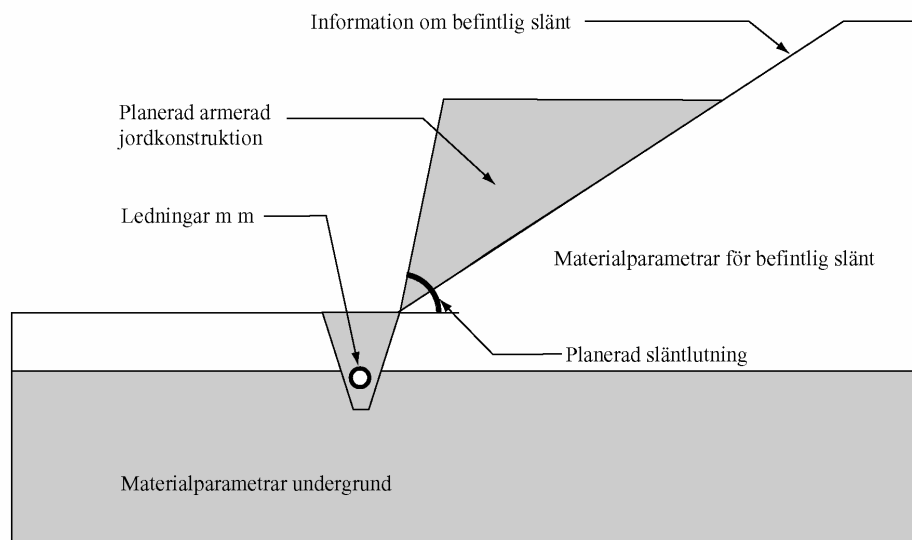 Information om befintlig slänt
Planerad armerad
jordkonstruktion
Ledningar m m
Materialparametrar för befintlig slänt
Planerad släntlutning
Materialparametrar undergrund